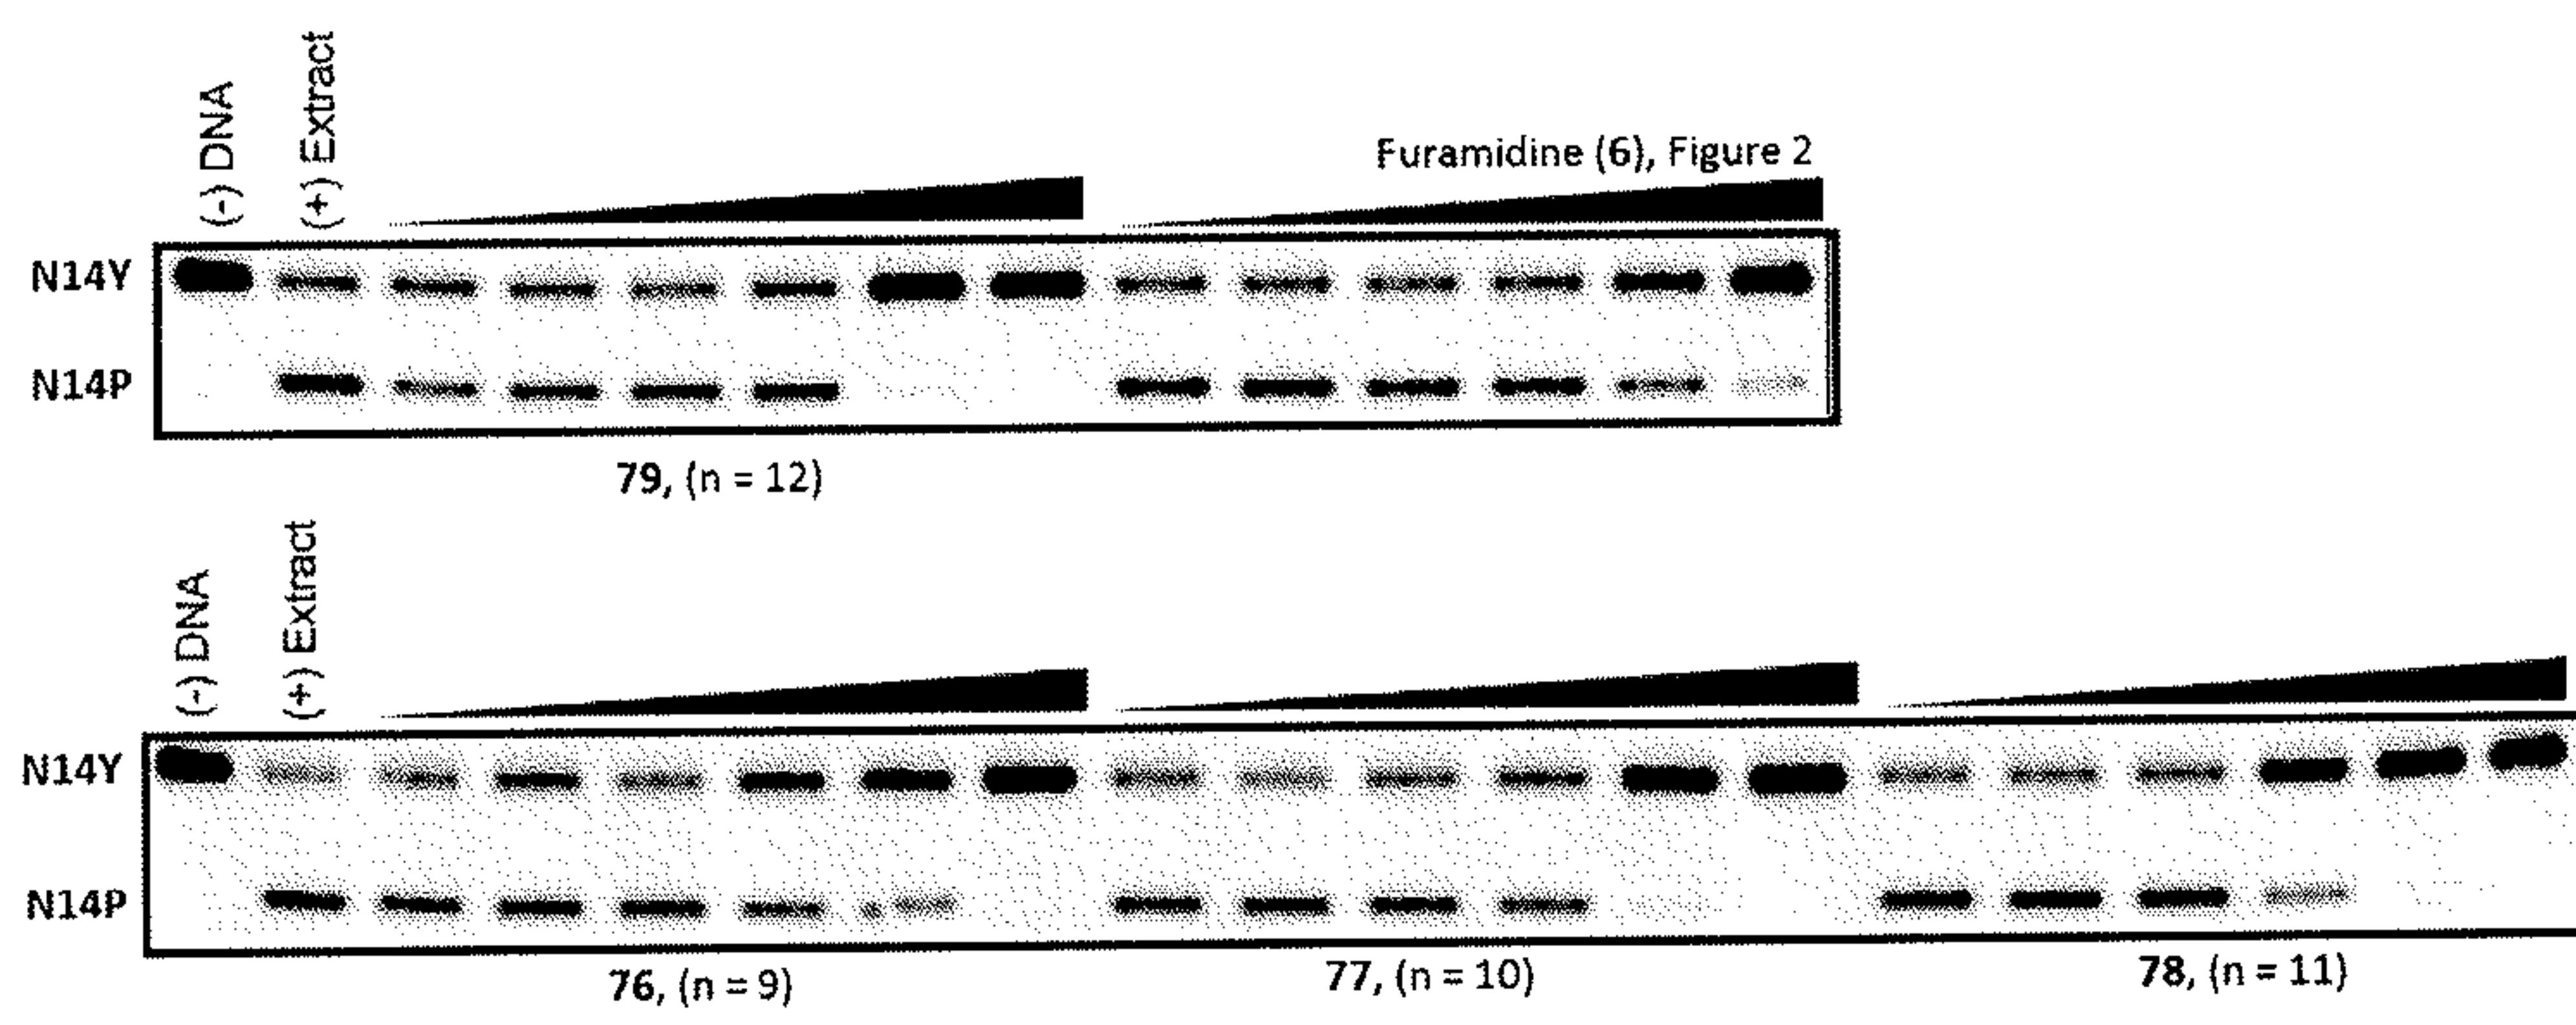 (-) DNA
(+) Extract
Furamidine (6), Figure 2
N14Y
N14P
79, (n = 12)
(-) DNA
(+) Extract
N14Y
N14P
76, (n = 9)
77, (n = 10)
78, (n = 11)